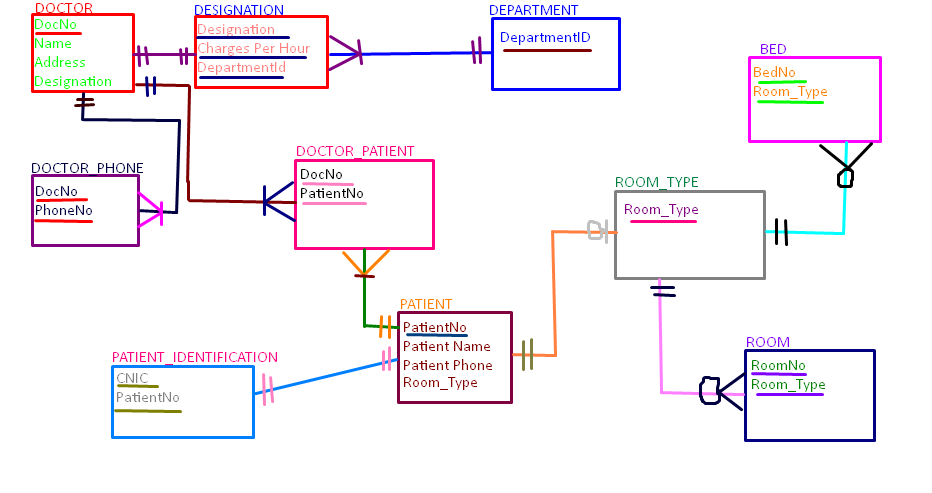 DOCTOR
DocNo
Name
Address
Designation
DESIGNATION
Designation
Charges Per Hour
DepartmentId
DEPARTMENT
DepartmentID
BED
BedNo
Room_Type
DOCTOR_PHONE
DocNo
PhoneNo
DOCTOR_PATIENT
DocNo
PatientNo
ROOM_TYPE
Room_Type
PATIENT
PatientNo
Patient Name
Patient Phone
Room_Type
PATIENT_IDENTIFICATION
CNIC
PatientNo
ROOM
RoomNo
Room_Type